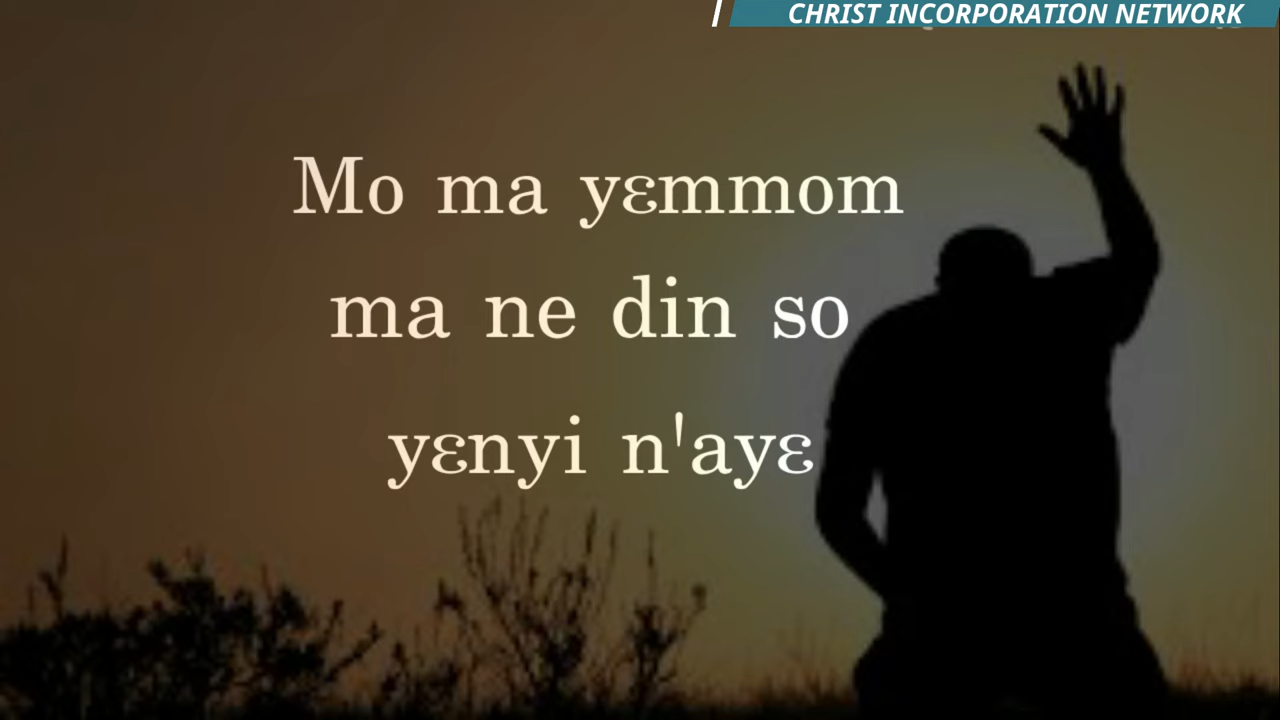 CHRIST INCORPORATION NETWORK
Mo ma yɛmmom
ma ne din so
yɛnyi n'ayɛ